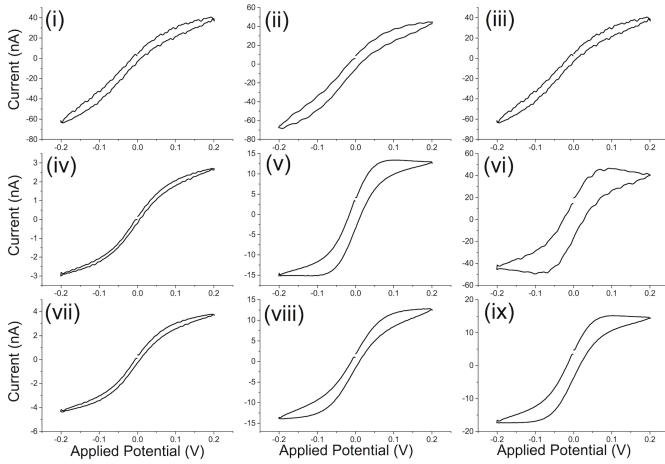 (i) (ii) (iii)
Current (nA)
40 20 0 -20 -40 -60 -80
40 20 0 -20 -40 -60 -80
40 20 0 -20 -40 -60 -80
-0.2 -0.1 0.0 0.1 0.2
-0.2 -0.1 0.0 0.1 0.2
-0.2 -0.1 0.0 0.1 0.2
(iv) (v) (vi)
Current (nA)
3 2 1 0 -1 -2 -3
15 10 5 0 -5 -10 -15
60 40 20 0 -20 -40 -60
-0.2 -0.1 0.0 0.1 0.2
-0.2 -0.1 0.0 0.1 0.2
-0.2 -0.1 0.0 0.1 0.2
(vii) (viii) (ix)
Current (nA)
4 2 0 -2 -4 -6
15 10 5 0 -5 -10 -15
20 15 10 5 0 -5 -10 -15 -20
-0.2 -0.1 0.0 0.1 0.2
-0.2 -0.1 0.0 0.1 0.2
-0.2 -0.1 0.0 0.1 0.2
Applied Potential (V) Applied Potential (V) Applied Potential (V)